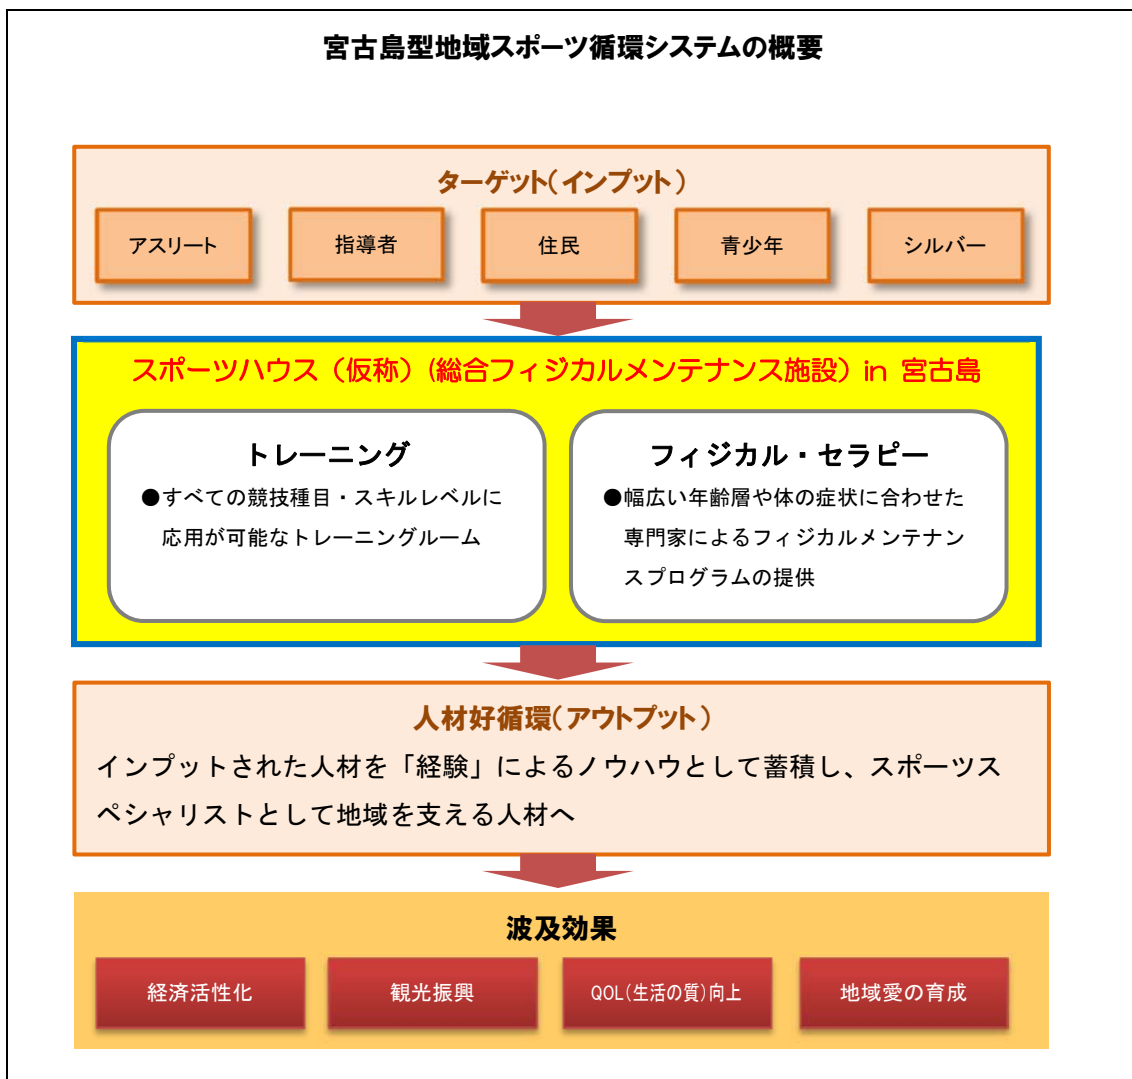 宮古島型地域スポーツ循環システムの概要
ターゲット(インプット)
アスリート
指導者
住民
青少年
シルバー
スポーツハウス(仮称)(総合フィジカルメンテナンス施設) in 宮古島
トレーニング
●すべての競技種目・スキルレベルに
応用が可能なトレーニングルーム
フィジカル・セラピー
●幅広い年齢層や体の症状に合わせた
専門家によるフィジカルメンテナン
スプログラムの提供
人材好循環(アウトプット)
インプットされた人材を「経験」によるノウハウとして蓄積し、スポーツス
ペシャリストとして地域を支える人材へ
波及効果
経済活性化
観光振興
QOL(生活の質)向上
地域愛の育成